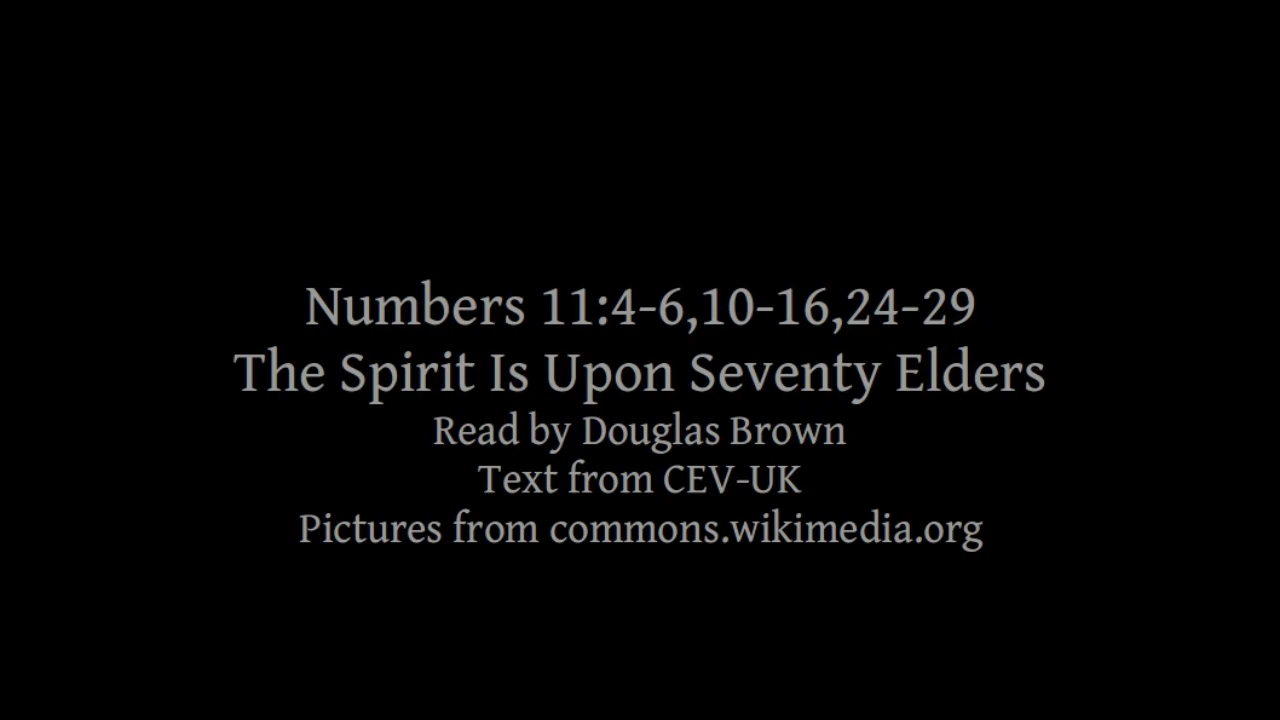 Numbers 11:4-6,10-16,24-29
The Spirit Is Upon Seventy Elders
Read by Douglas Brown
Text from CEV-UK
Pictures from commons.wikimedia.org